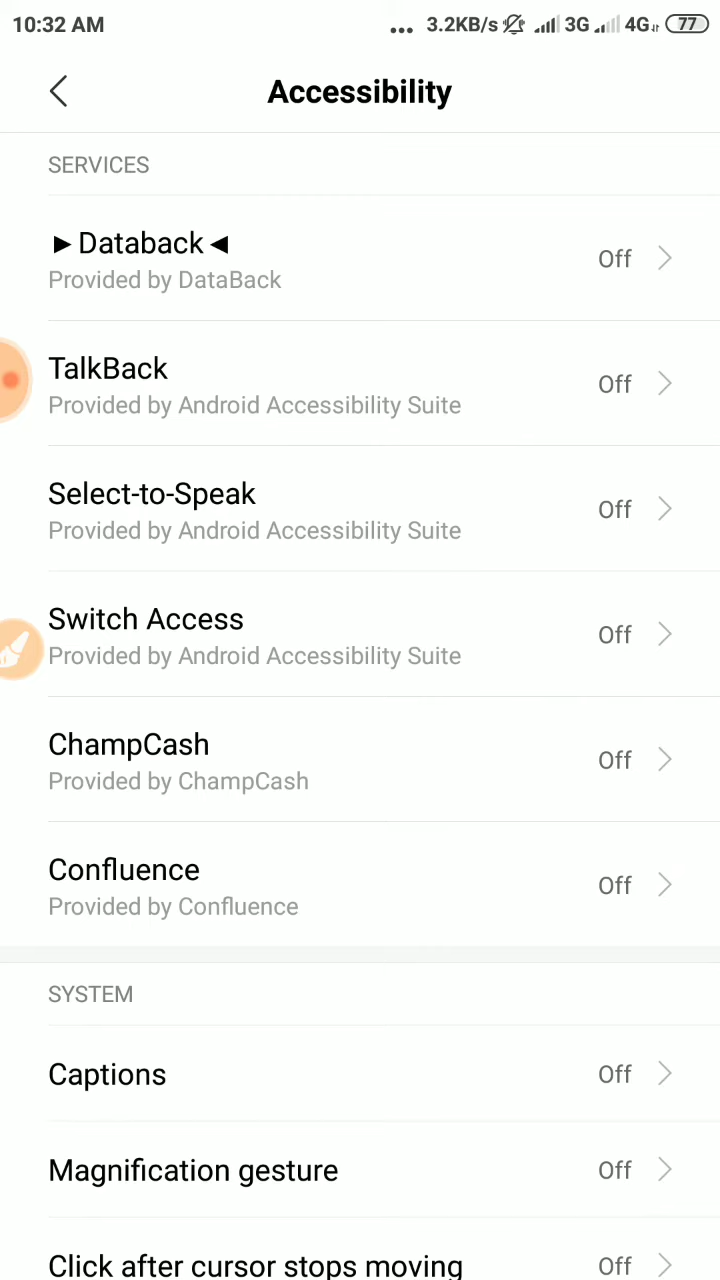 10:32 AM ... 3.2KB/s 3G 4G 77
Accessibility
SERVICES
►Databack◄
Provided by DataBack
Off
TalkBack
Provided by Android Accessibility Suite
Off
Select-to-Speak
Provided by Android Accessibility Suite
Off
Switch Access
Provided by Android Accessibility Suite
Off
ChampCash
Provided by ChampCash
Off
Confluence
Provided by Confluence
Off
SYSTEM
Captions Off
Magnification gesture Off
Click after cursor stops moving Off